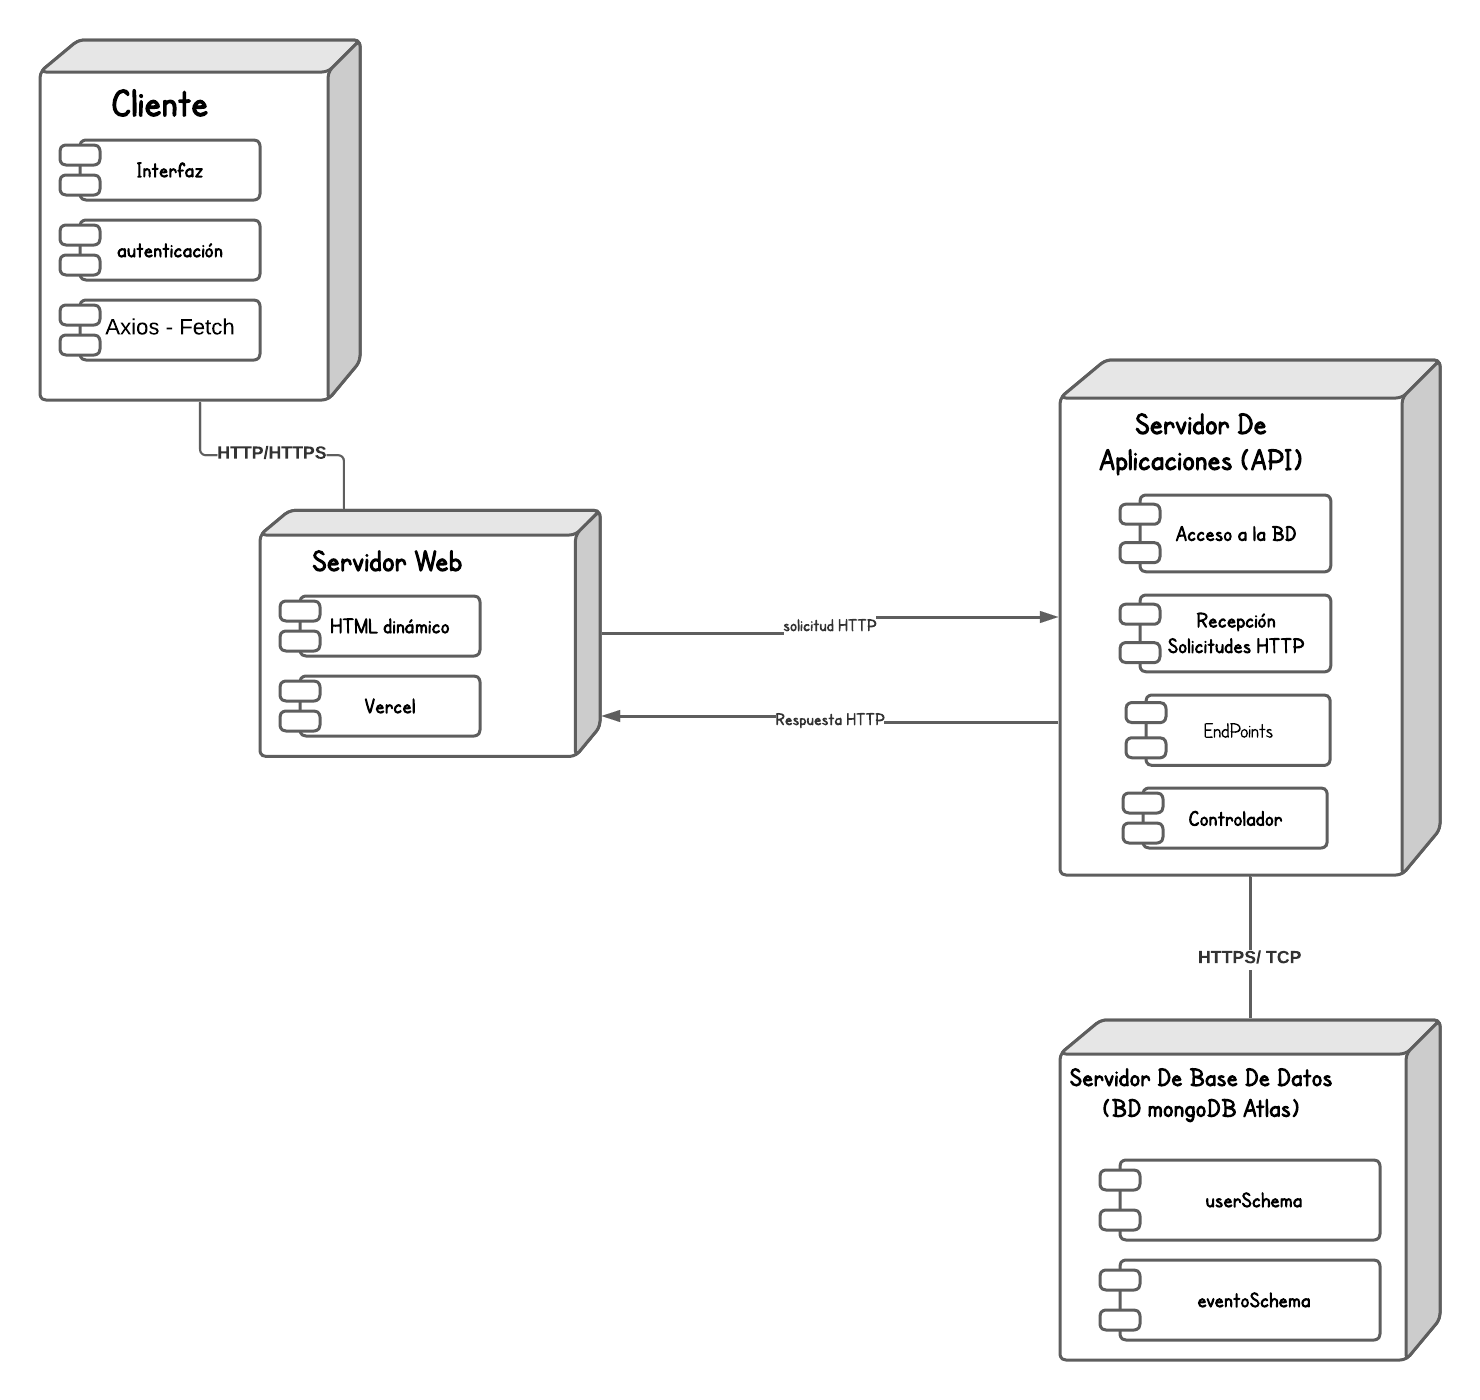 Cliente
Interfaz
autenticación
Axios - Fetch
HTTP/HTTPS
Servidor Web
HTML dinámico
Vercel
solicitud HTTP
Respuesta HTTP
Servidor De
Aplicaciones (API)
Acceso a la BD
Recepción
Solicitudes HTTP
EndPoints
Controlador
HTTPS/ TCP
Servidor De Base De Datos
(BD mongoDB Atlas)
userSchema
eventoSchema